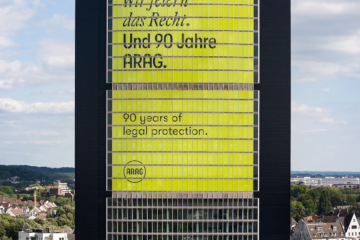 Wir feiern
das Recht.
Und 90 Jahre
ARAG.
90 years of
legal protection.
ARAG